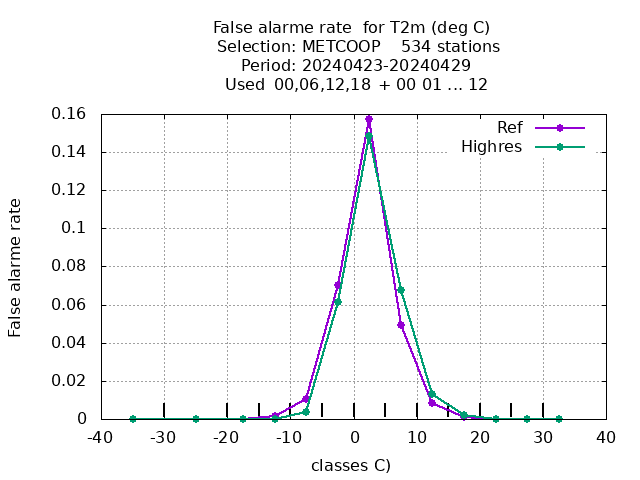 False alarme rate  for T2m (deg C)
Selection: METCOOP    534 stations
Period: 20240423-20240429
Used  00,06,12,18  + 00 01 ... 12
Ref
Highres
False alarme rate
0.16
0.14
0.12
0.1
0.08
0.06
0.04
0.02
0
-40 -30 -20 -10 0 10 20 30 40
classes C)